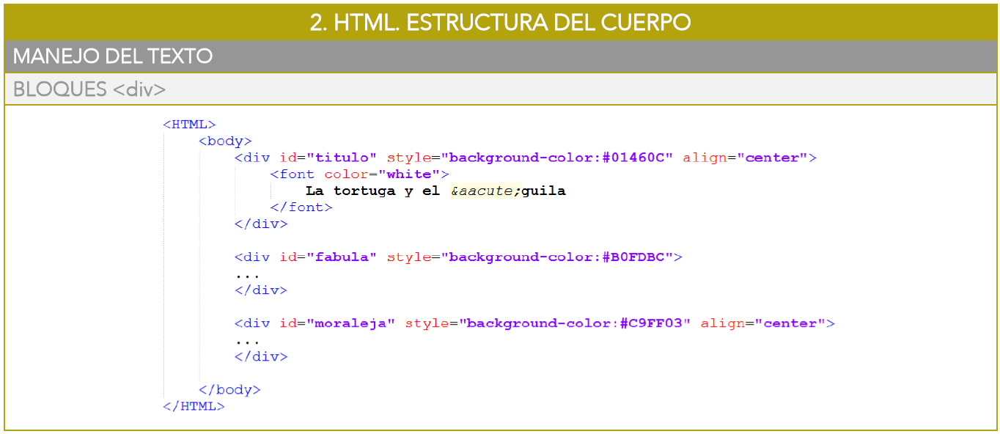 2. HTML. ESTRUCTURA DEL CUERPO
MANEJO DEL TEXTO
BLOQUES <div>
<HTML>
<body>
<div id="titulo" style="background-color:#01460C" align="center">
<font color="white">
La tortuga y el &aacute;guila
</font>
</div>
<div id="fabula" style="background-color:#B0FDBC">
...
</div>
<div id="moraleja" style="background-color:#C9FF03" align="center">
...
</div>
</body>
</HTML>